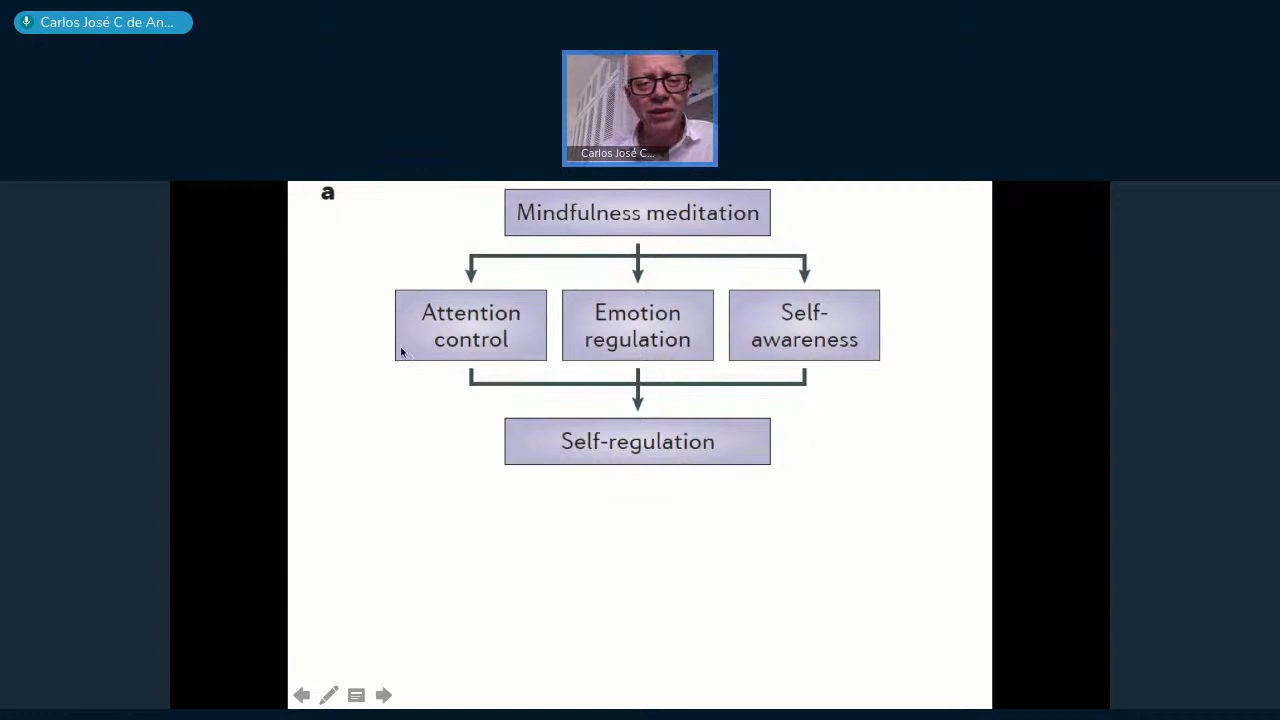 Carlos José C de An...
Carlos José C...
a
Mindfulness meditation
Attention
control
Emotion
regulation
Self-
awareness
Self-regulation